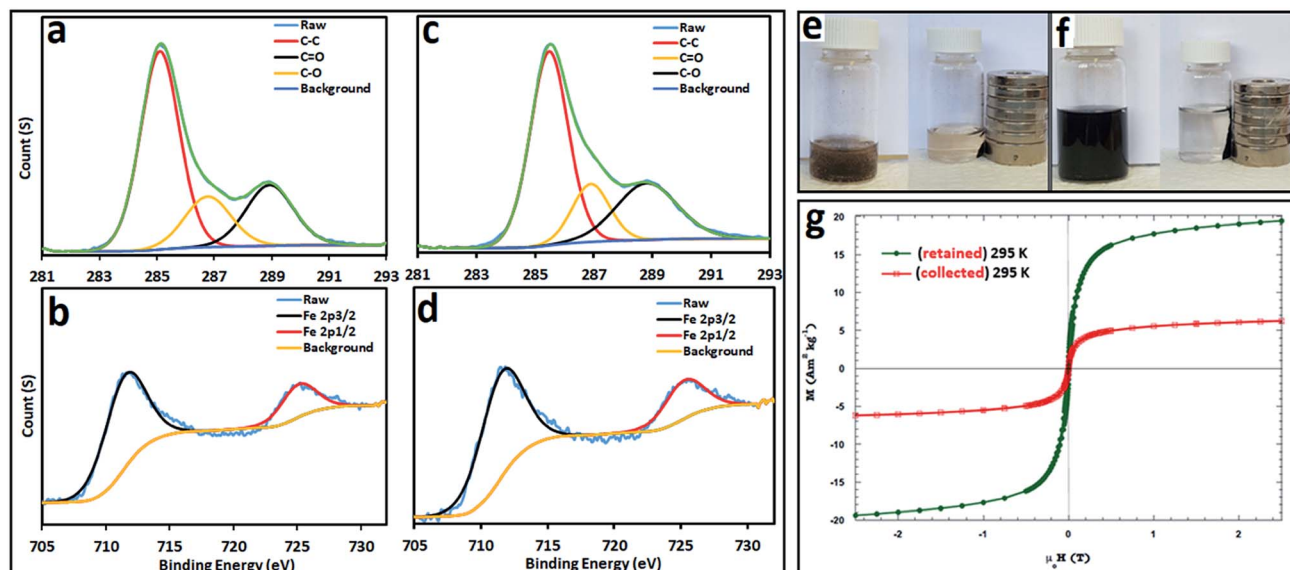 a
Raw
C-C
C=O
C-O
Background
Count (S)
281 283 285 287 289 291 293
c
Raw
C-C
C=O
C-O
Background
281 283 285 287 289 291 293
b
Raw
Fe 2p3/2
Fe 2p1/2
Background
Count (S)
705 710 715 720 725 730
Binding Energy (eV)
d
Raw
Fe 2p3/2
Fe 2p1/2
Background
705 710 715 720 725 730
Binding Energy (eV)
e
f
g
(retained) 295 K
(collected) 295 K
M (Am² kg⁻¹)
20
15
10
5
0
-5
-10
-15
-20
-2 -1 0 1 2
μ₀H (T)